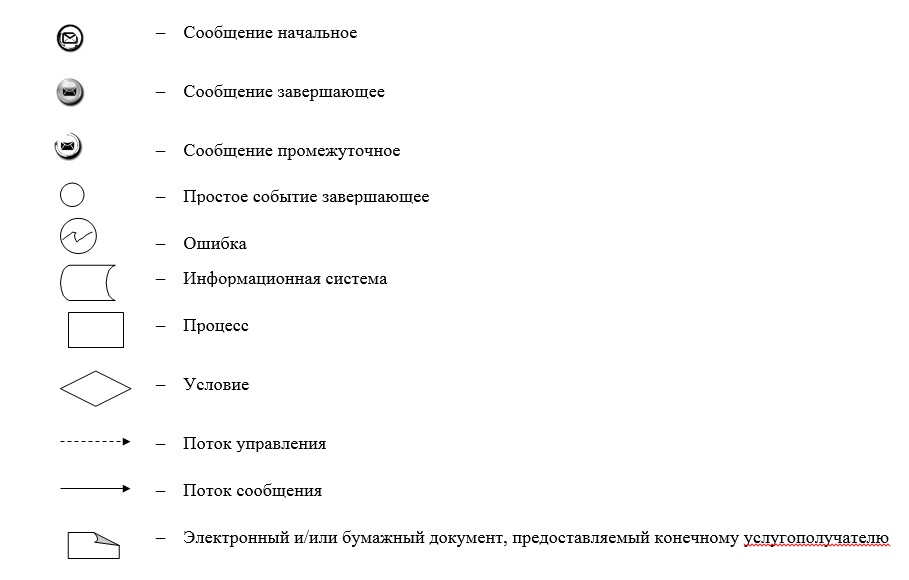 – Сообщение начальное
– Сообщение завершающее
– Сообщение промежуточное
– Простое событие завершающее
– Ошибка
– Информационная система
– Процесс
– Условие
– Поток управления
– Поток сообщения
– Электронный и/или бумажный документ, предоставляемый конечному услугополучателю